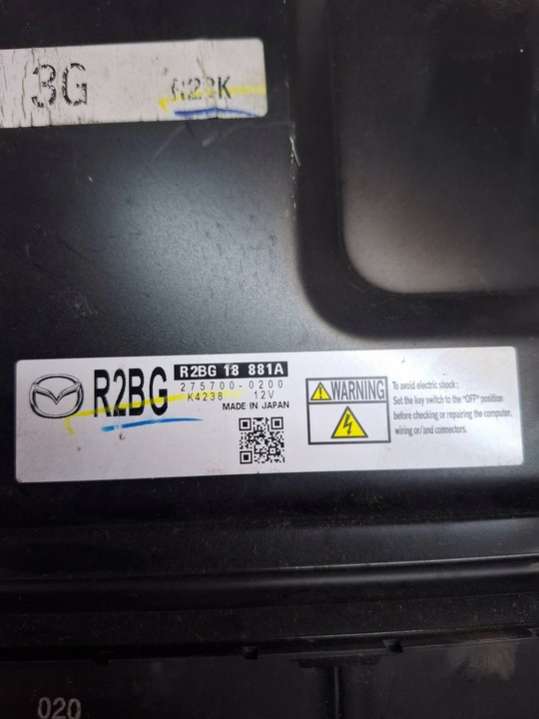 3G
R2BG
R2BG 18 881A
275700-0200
K4238 12V
MADE IN JAPAN
WARNING
To avoid electric shock:
Set the key switch to the "OFF" position
before checking or repairing the computer,
wiring or/and connectors.
020